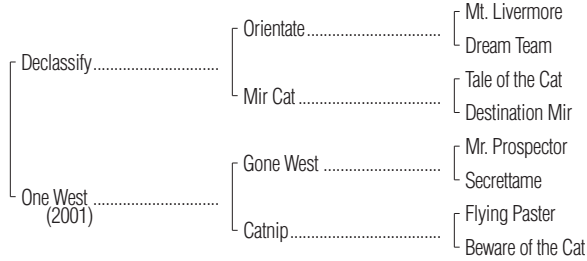 Mt. Livermore
Orientate
Dream Team
Declassify
Tale of the Cat
Mir Cat
Destination Mir
Mr. Prospector
Gone West
Secrettame
One West
(2001)
Flying Paster
Catnip
Beware of the Cat